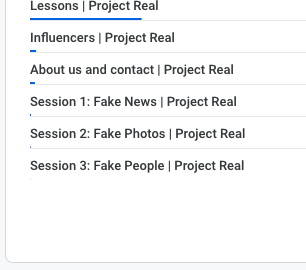 Lessons | Project Real
Influencers | Project Real
About us and contact | Project Real
Session 1: Fake News | Project Real
Session 2: Fake Photos | Project Real
Session 3: Fake People | Project Real